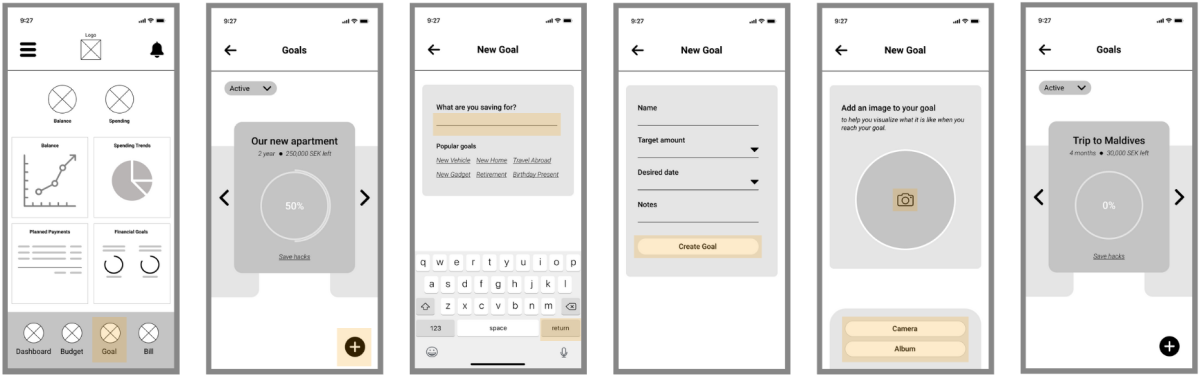 9:27
Logo
Balance
Spending
Balance
Spending Trends
Planned Payments
Financial Goals
Dashboard
Budget
Goal
Bill
9:27
Goals
Active
Our new apartment
2 year ● 250,000 SEK left
50%
Save hacks
9:27
New Goal
What are you saving for?
Popular goals
New Vehicle New Home Travel Abroad
New Gadget Retirement Birthday Present
q w e r t y u i o p
a s d f g h j k l
z x c v b n m
123 space return
9:27
New Goal
Name
Target amount
Desired date
Notes
Create Goal
9:27
New Goal
Add an image to your goal
to help you visualize what it is like when you
reach your goal.
Camera
Album
9:27
Goals
Active
Trip to Maldives
4 months ● 30,000 SEK left
0%
Save hacks